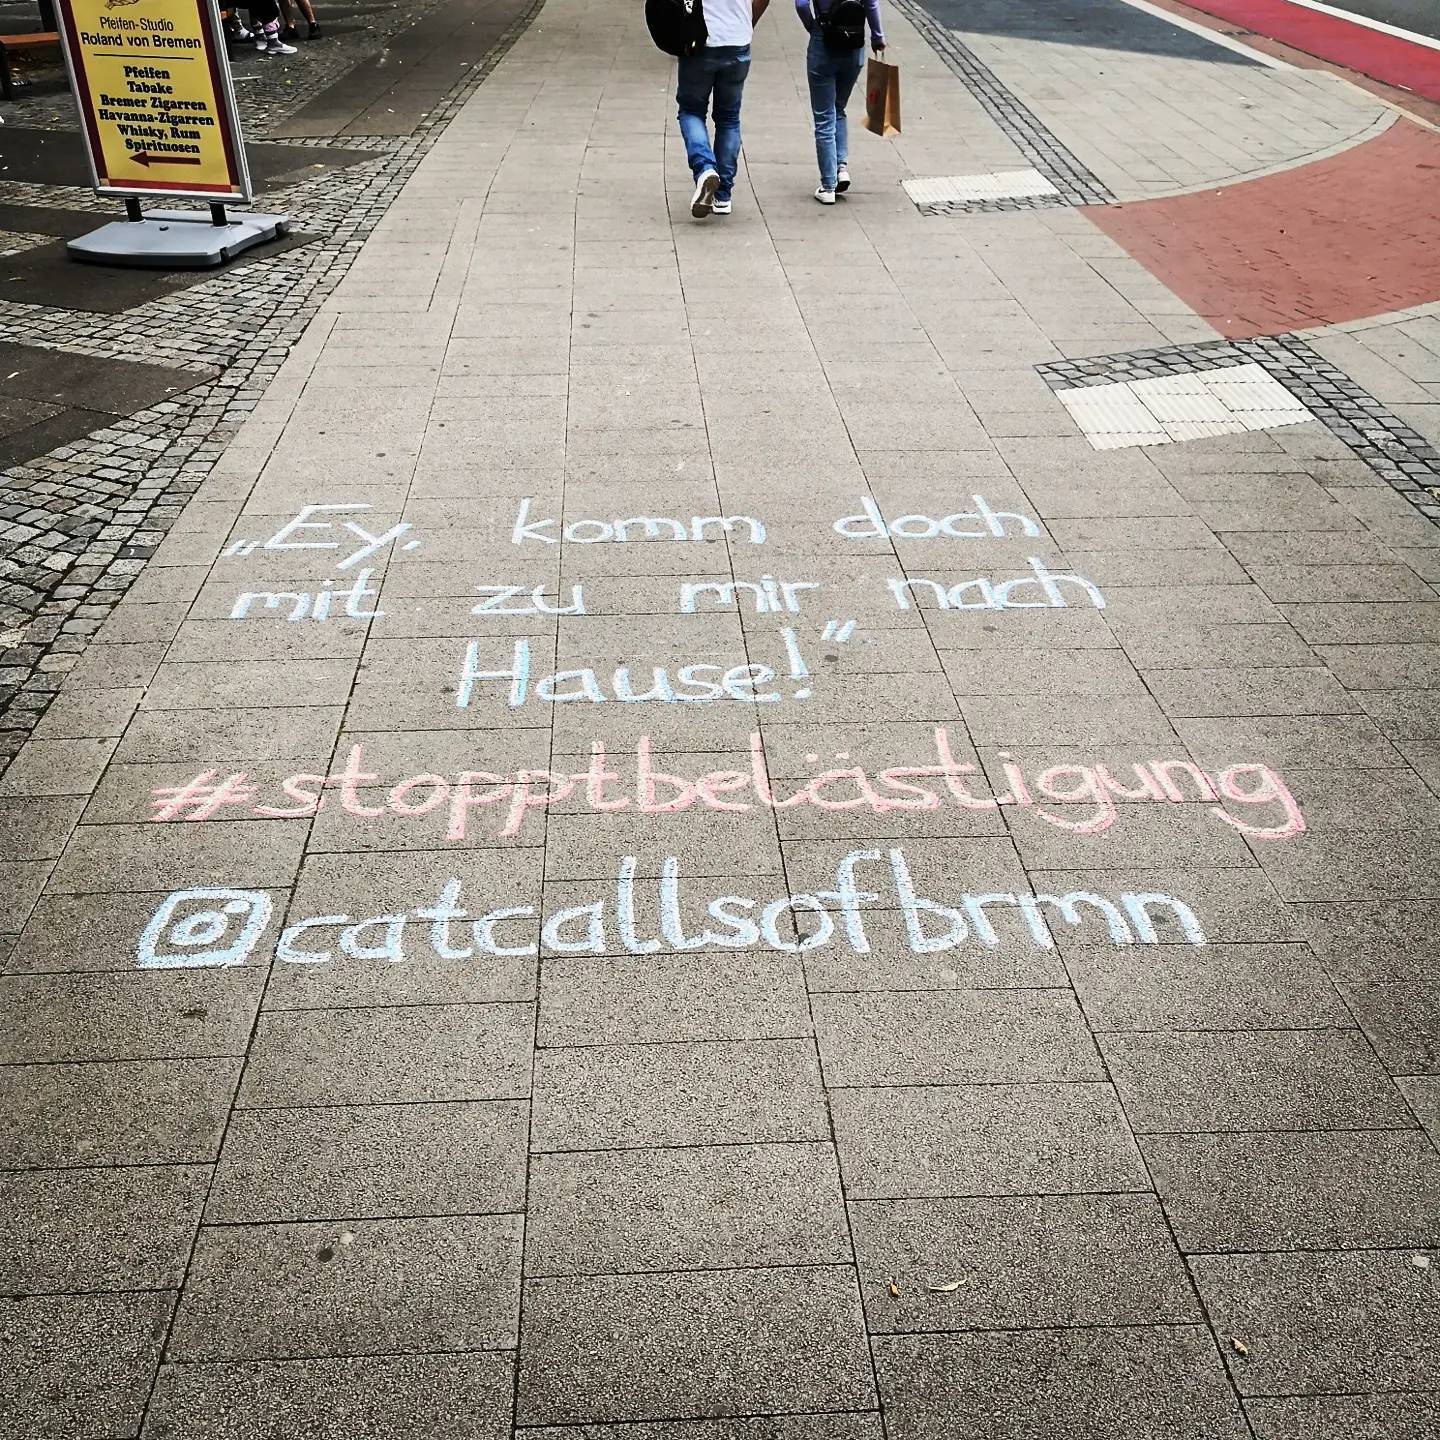 Pfeifen-Studio
Roland von Bremen
Pfeifen
Tabake
Bremer Zigarren
Havanna-Zigarren
Whisky, Rum
Spirituosen
„Ey, komm doch
mit zu mir nach
Hause!"
#stopptbelästigung
@catcallsofbrmn